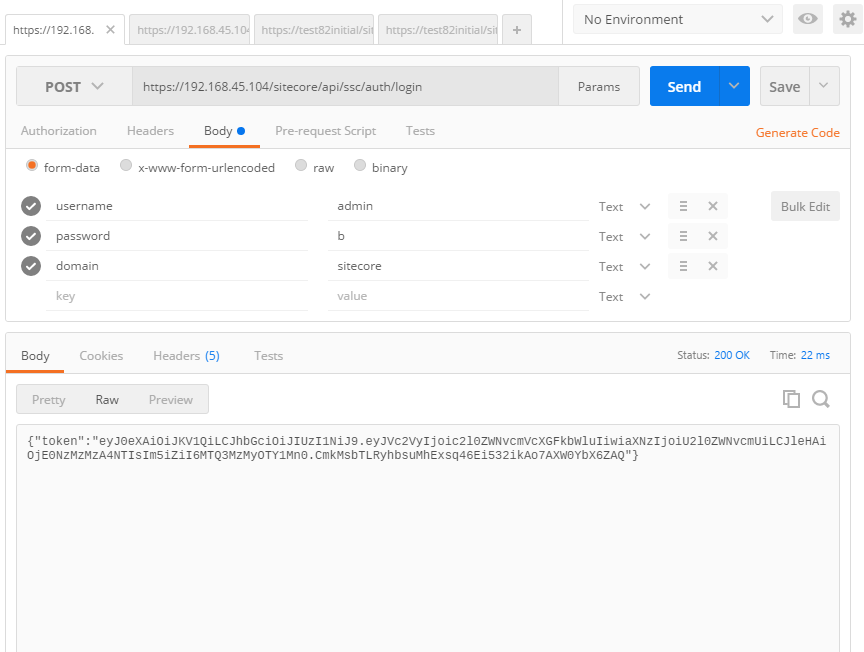 https://192.168. ✕ https://192.168.45.104 https://test82initial/sit https://test82initial/sit + No Environment
POST https://192.168.45.104/sitecore/api/ssc/auth/login Params Send Save
Authorization Headers Body Pre-request Script Tests Generate Code
form-data x-www-form-urlencoded raw binary
username admin Text Bulk Edit
password b Text
domain sitecore Text
key value Text
Body Cookies Headers (5) Tests Status: 200 OK Time: 22 ms
Pretty Raw Preview
{"token":"eyJ0eXAiOiJKV1QiLCJhbGciOiJIUzI1NiJ9.eyJVc2VyIjoic2l0ZWNvcmVcXGFkbWluIiwiaXNzIjoiU2l0ZWNvcmUiLCJleHAi
OjE0NzMzMzA4NTIsIm5iZiI6MTQ3MzMyOTY1Mn0.CmkMsbTLRyhbsuMhExsq46Ei532ikAo7AXW0YbX6ZAQ"}